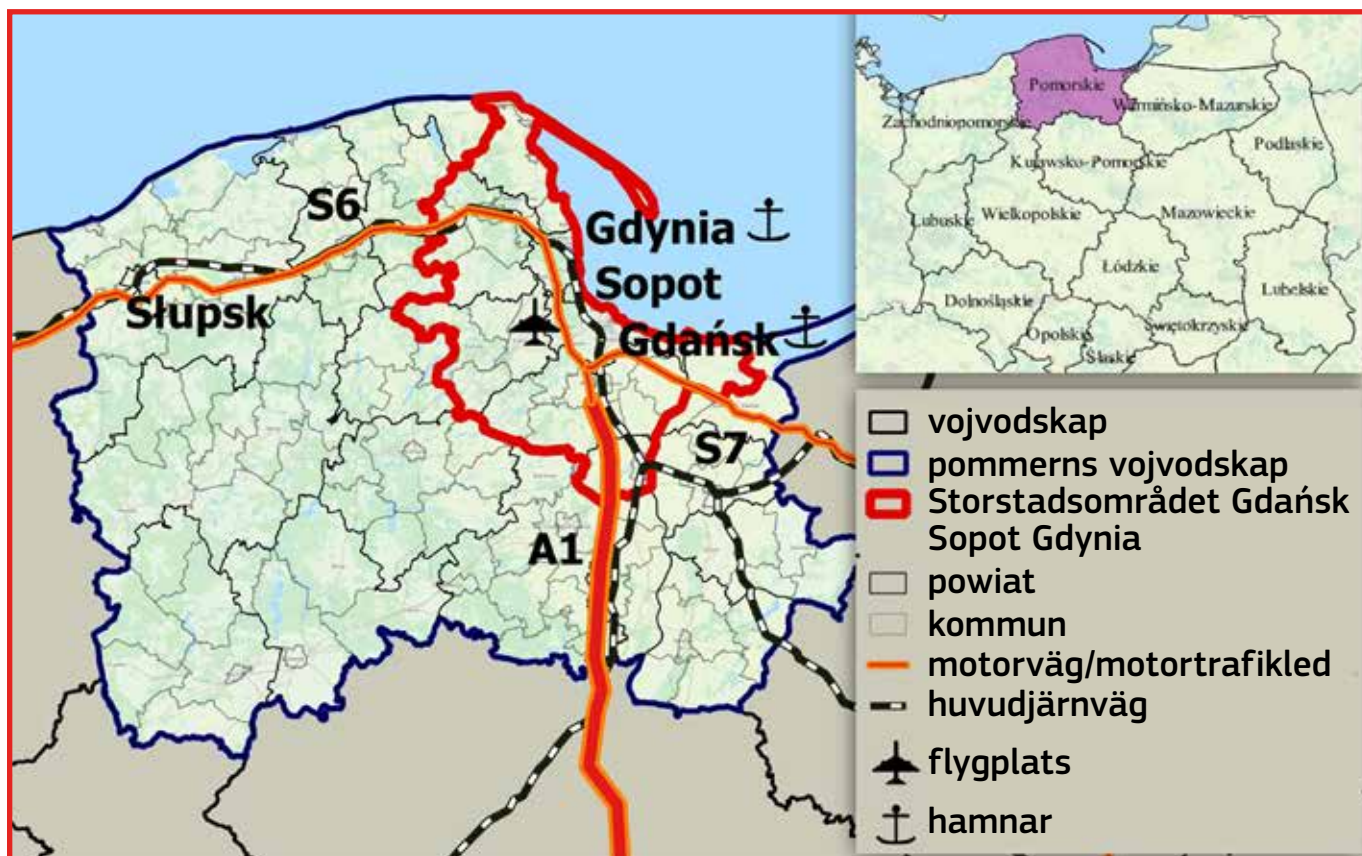 S6
Gdynia
Sopot
Słupsk
Gdańsk
S7
A1
Pomorskie
Warmińsko-Mazurskie
Zachodniopomorskie
Podlaskie
Kujawsko-Pomorskie
Lubuskie
Wielkopolskie
Mazowieckie
Łódzkie
Dolnośląskie
Lubelskie
Opolskie
Świętokrzyskie
Śląskie
vojvodskap
pommerns vojvodskap
Storstadsområdet Gdańsk
Sopot Gdynia
powiat
kommun
motorväg/motortrafikled
huvudjärnväg
flygplats
hamnar